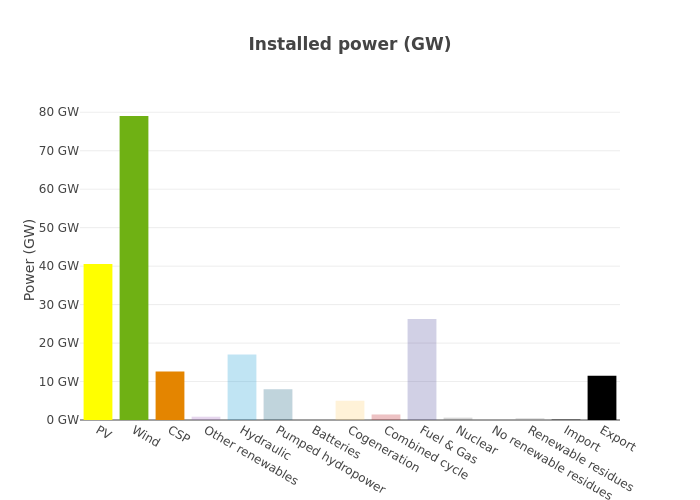 Installed power (GW)
Power (GW)
80 GW
70 GW
60 GW
50 GW
40 GW
30 GW
20 GW
10 GW
0 GW
PV
Wind
CSP
Other renewables
Hydraulic
Pumped hydropower
Batteries
Cogeneration
Combined cycle
Fuel & Gas
Nuclear
No renewable residues
Renewable residues
Import
Export